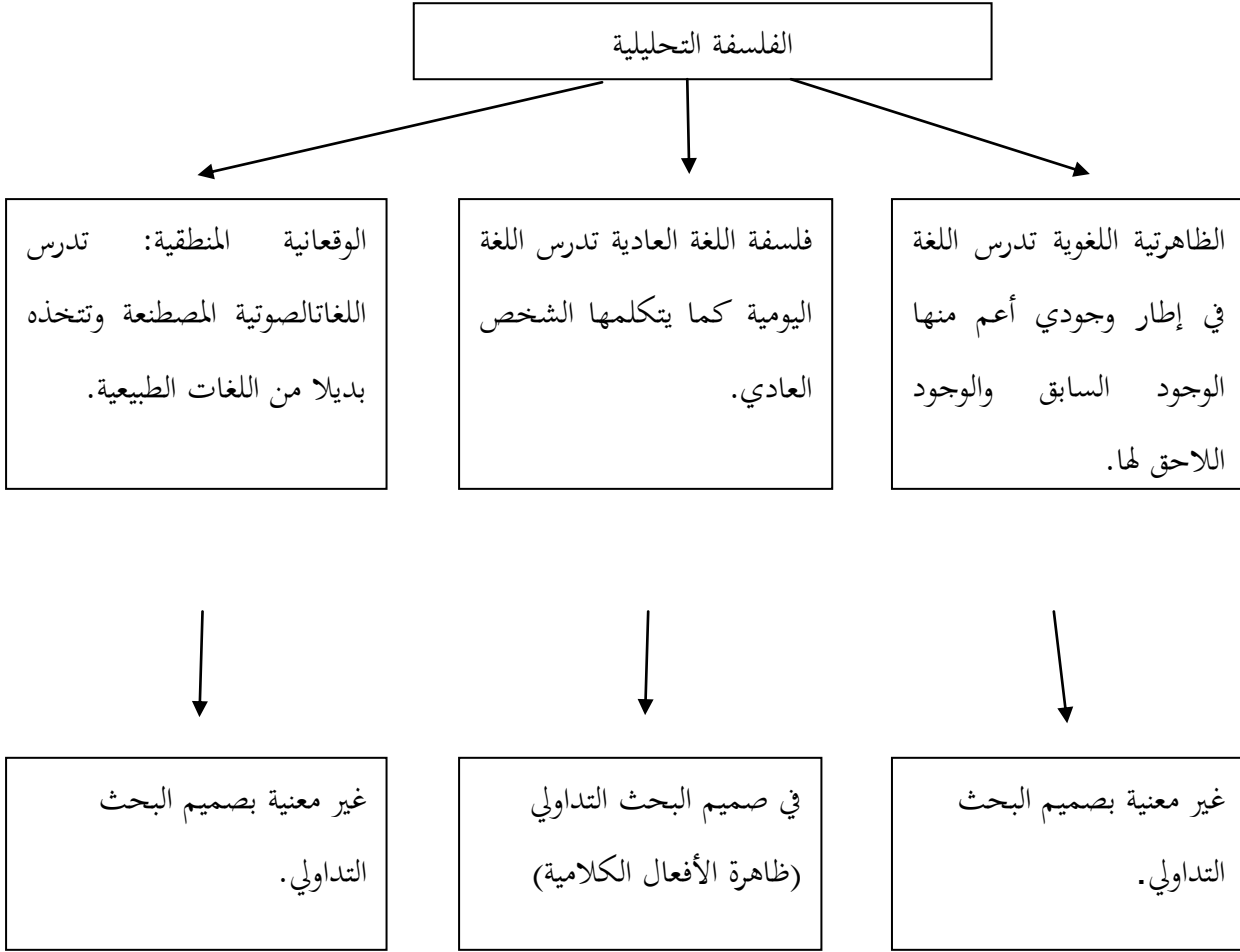 الفلسفة التحليلية
الظاهرتية اللغوية تدرس اللغة
في إطار وجودي أعم منها
الوجود السابق والوجود
اللاحق لها.
فلسفة اللغة العادية تدرس اللغة
اليومية كما يتكلمها الشخص
العادي.
الوقعانية المنطقية: تدرس
اللغاتالصوتية المصطنعة وتتخذه
بديلا من اللغات الطبيعية.
غير معنية بصميم البحث
التداولي.
في صميم البحث التداولي
(ظاهرة الأفعال الكلامية)
غير معنية بصميم البحث
التداولي.